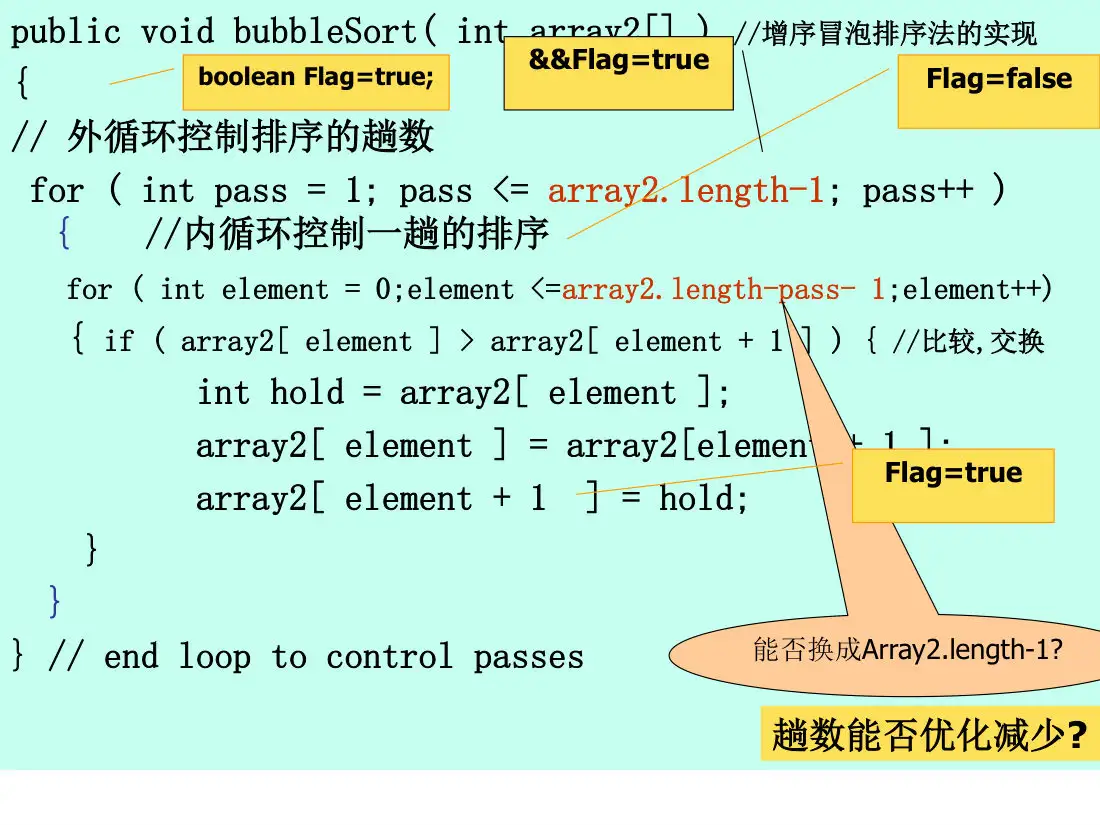 public void bubbleSort( int array2[] ) //增序冒泡排序法的实现
&&Flag=true
boolean Flag=true;
Flag=false
{
// 外循环控制排序的趟数
for ( int pass = 1; pass <= array2.length-1; pass++ )
{ //内循环控制一趟的排序
for ( int element = 0;element <=array2.length-pass- 1;element++)
{ if ( array2[ element ] > array2[ element + 1 ] ) { //比较,交换
int hold = array2[ element ];
array2[ element ] = array2[element + 1 ];
Flag=true
array2[ element + 1 ] = hold;
}
}
} // end loop to control passes
能否换成Array2.length-1?
趟数能否优化减少?